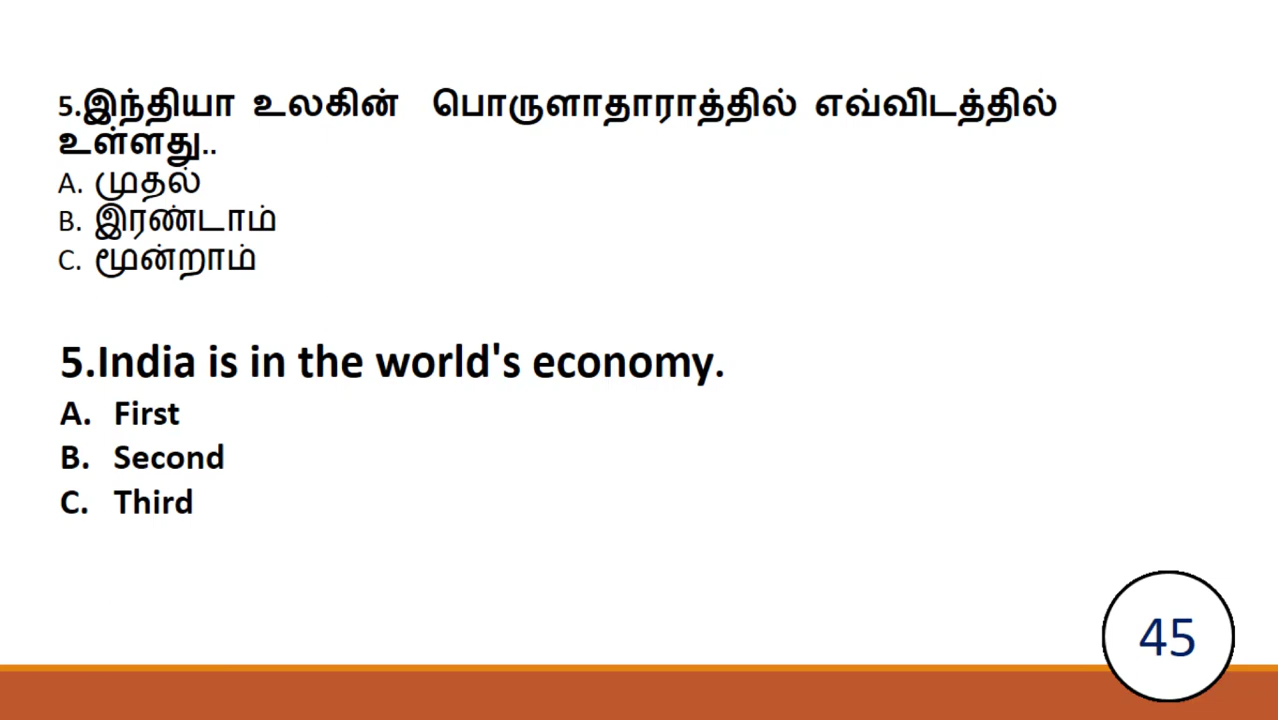 5.இந்தியா உலகின் பொருளாதாராத்தில் எவ்விடத்தில்
உள்ளது..
A. முதல்
B. இரண்டாம்
C. மூன்றாம்
5.India is in the world's economy.
A. First
B. Second
C. Third
45